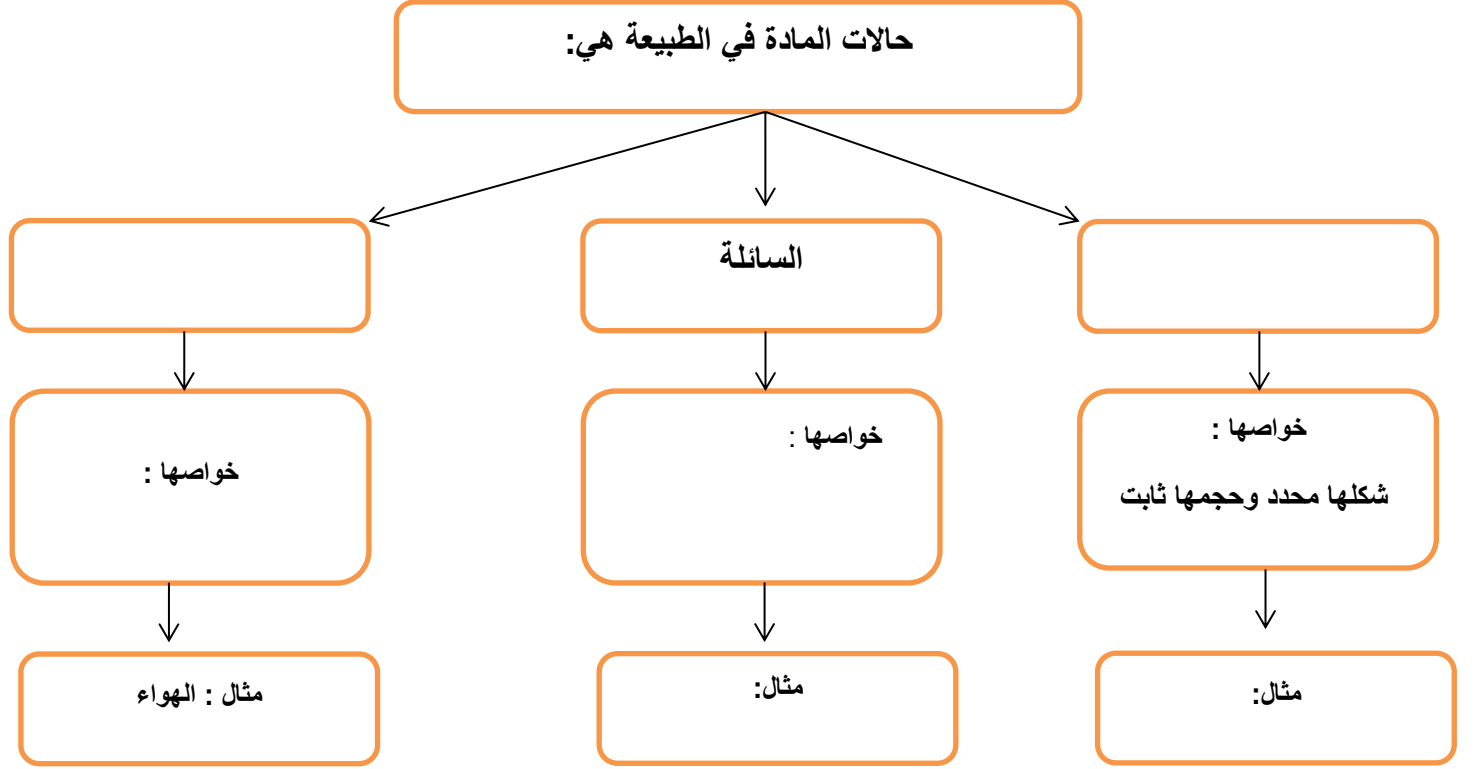 حالات المادة في الطبيعة هي:
السائلة
خواصها :
شكلها محدد وحجمها ثابت
خواصها :
خواصها :
مثال:
مثال:
مثال : الهواء